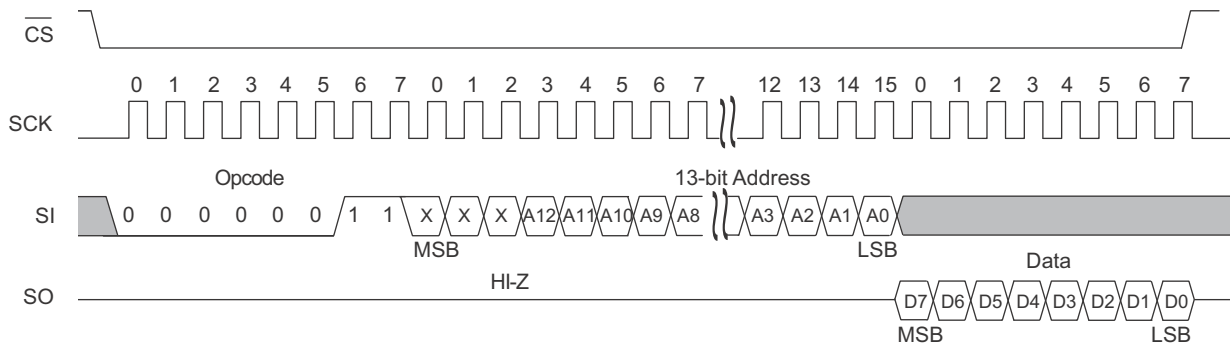 CS
0 1 2 3 4 5 6 7 0 1 2 3 4 5 6 7 12 13 14 15 0 1 2 3 4 5 6 7
SCK
Opcode 13-bit Address
SI 0 0 0 0 0 0 1 1 X X X A12 A11 A10 A9 A8 A3 A2 A1 A0
MSB LSB
HI-Z Data
SO D7 D6 D5 D4 D3 D2 D1 D0
MSB LSB